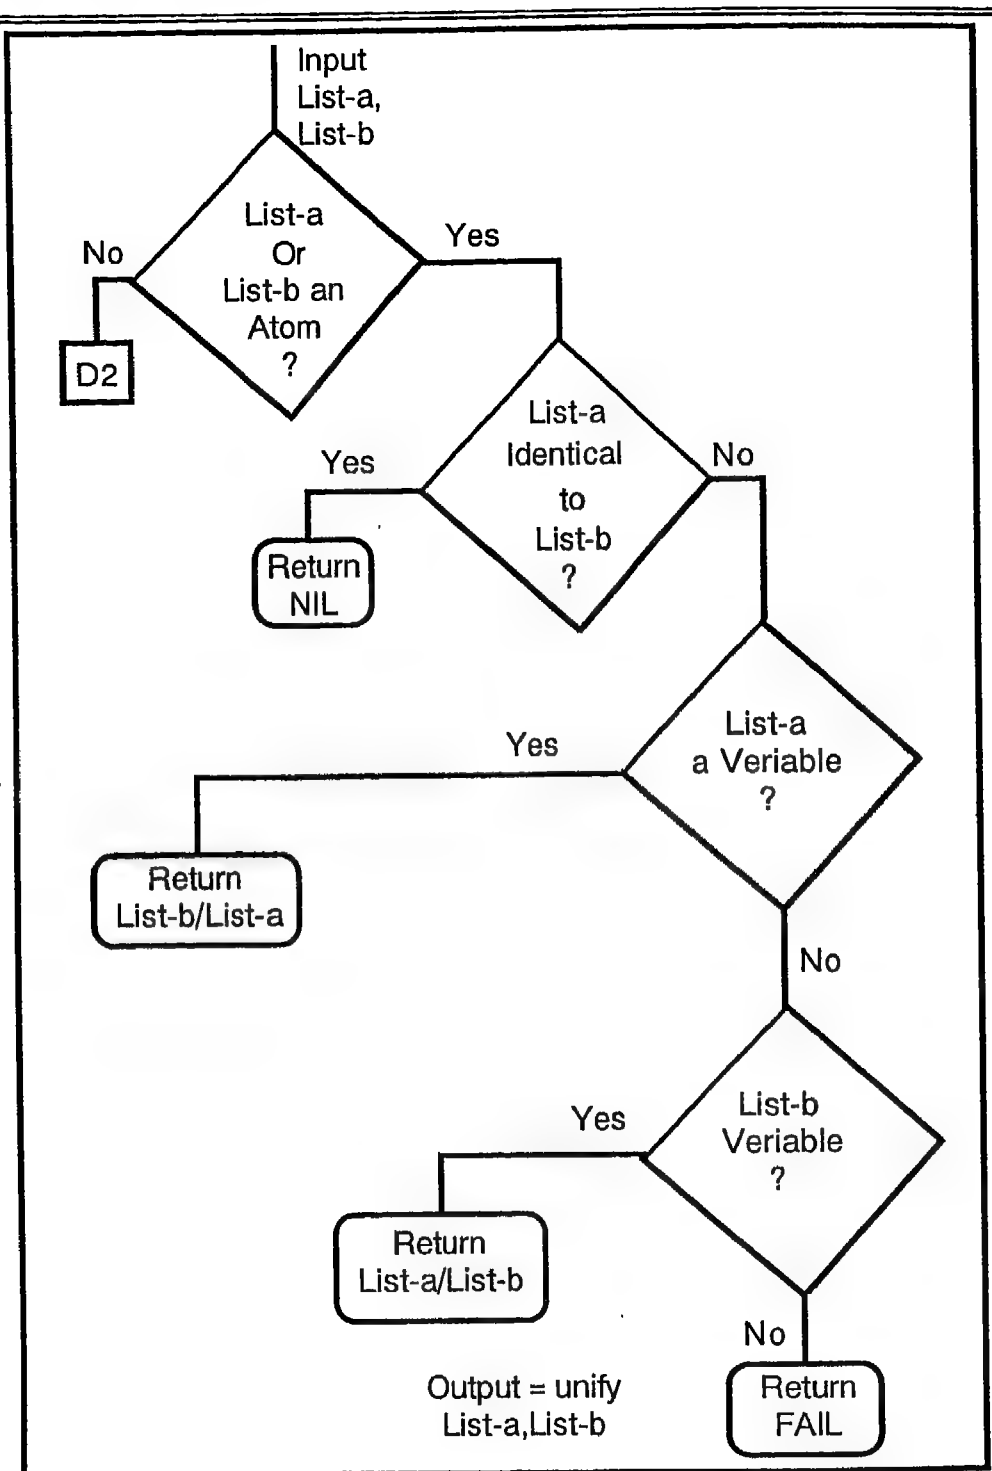 Input
List-a,
List-b
List-a
Or
List-b an
Atom
?
No
Yes
D2
List-a
Identical
to
List-b
?
Yes
No
Return
NIL
List-a
a Veriable
?
Yes
Return
List-b/List-a
No
List-b
Veriable
?
Yes
Return
List-a/List-b
No
Return
FAIL
Output = unify
List-a,List-b